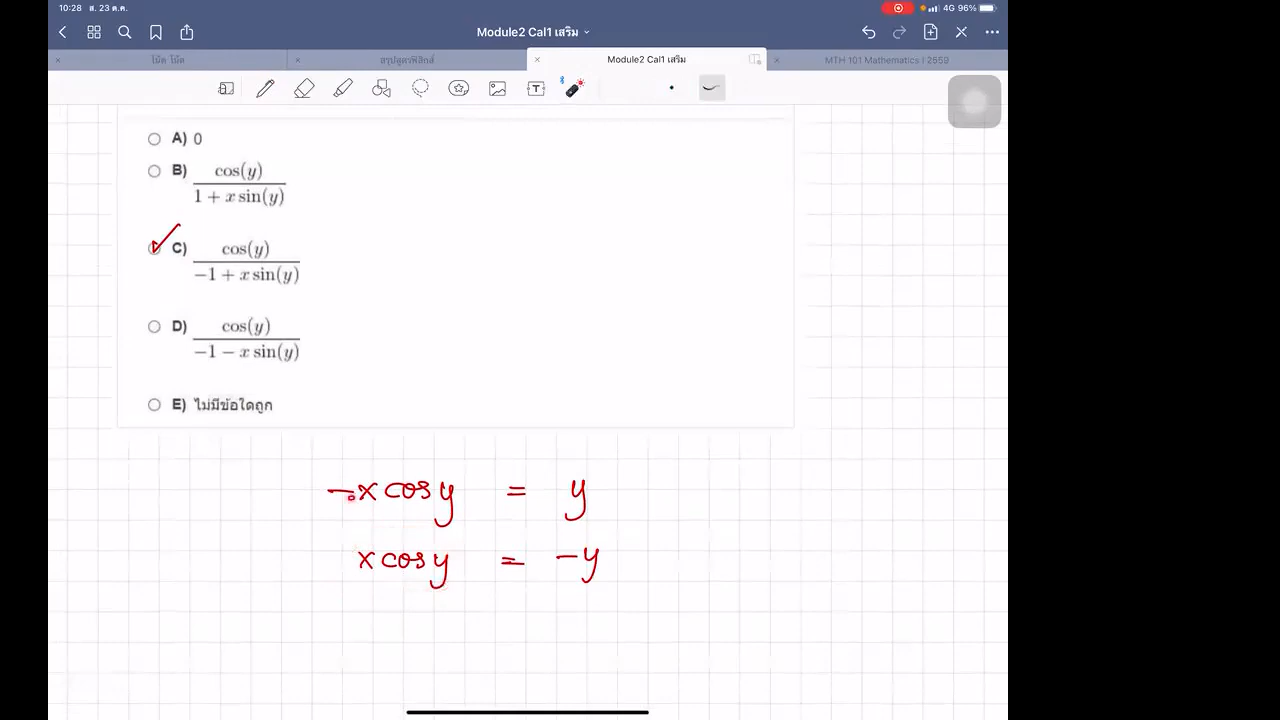 10:28 ส. 23 ต.ค.
4G 96%
Module2 Cal1 เสริม
โน้ต โน้ต
สรุปสูตรฟิสิกส์
Module2 Cal1 เสริม
MTH 101 Mathematics I 2559
A) 0
B) cos(y) / 1 + x sin(y)
C) cos(y) / −1 + x sin(y)
D) cos(y) / −1 − x sin(y)
E) ไม่มีข้อใดถูก
−x cos y = y
x cos y = −y